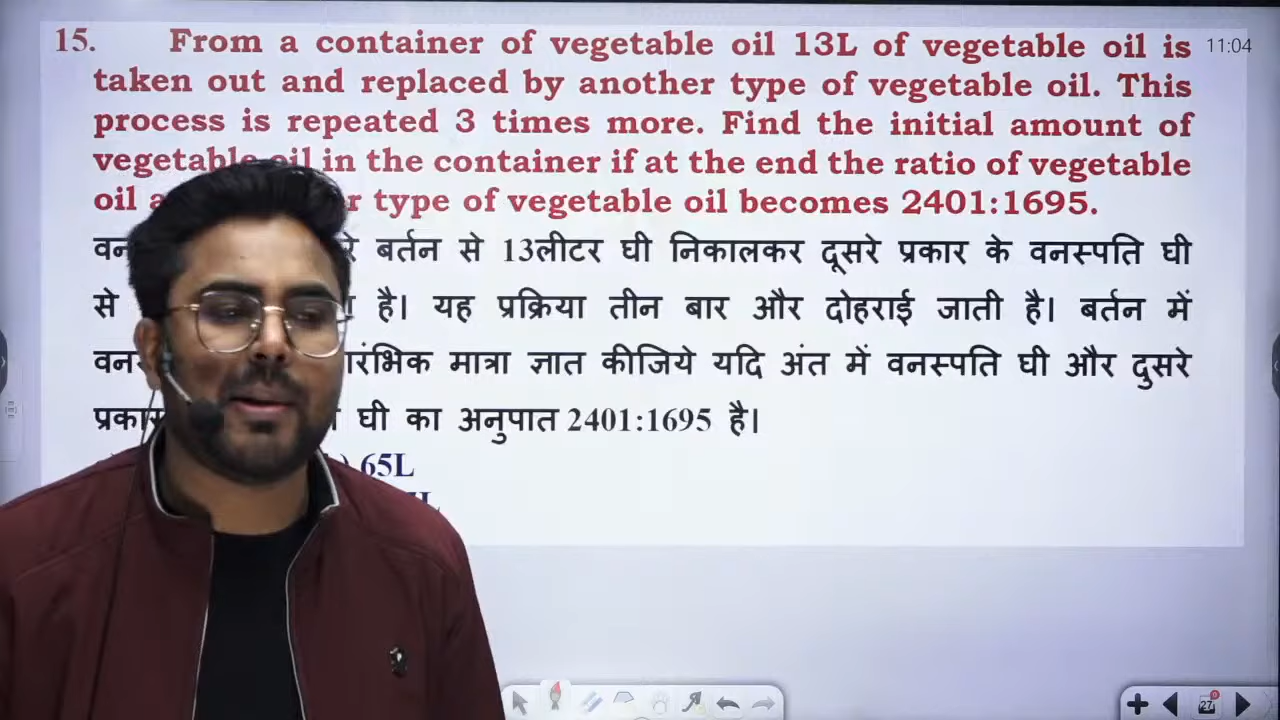 15. From a container of vegetable oil 13L of vegetable oil is
11:04
taken out and replaced by another type of vegetable oil. This
process is repeated 3 times more. Find the initial amount of
vegetable oil in the container if at the end the ratio of vegetable
oil type of vegetable oil becomes 2401:1695.
बर्तन से 13लीटर घी निकालकर दूसरे प्रकार के वनस्पति घी
से है। यह प्रक्रिया तीन बार और दोहराई जाती है। बर्तन में
मात्रा ज्ञात कीजिये यदि अंत में वनस्पति घी और दुसरे
घी का अनुपात 2401:1695 है।
65L
27